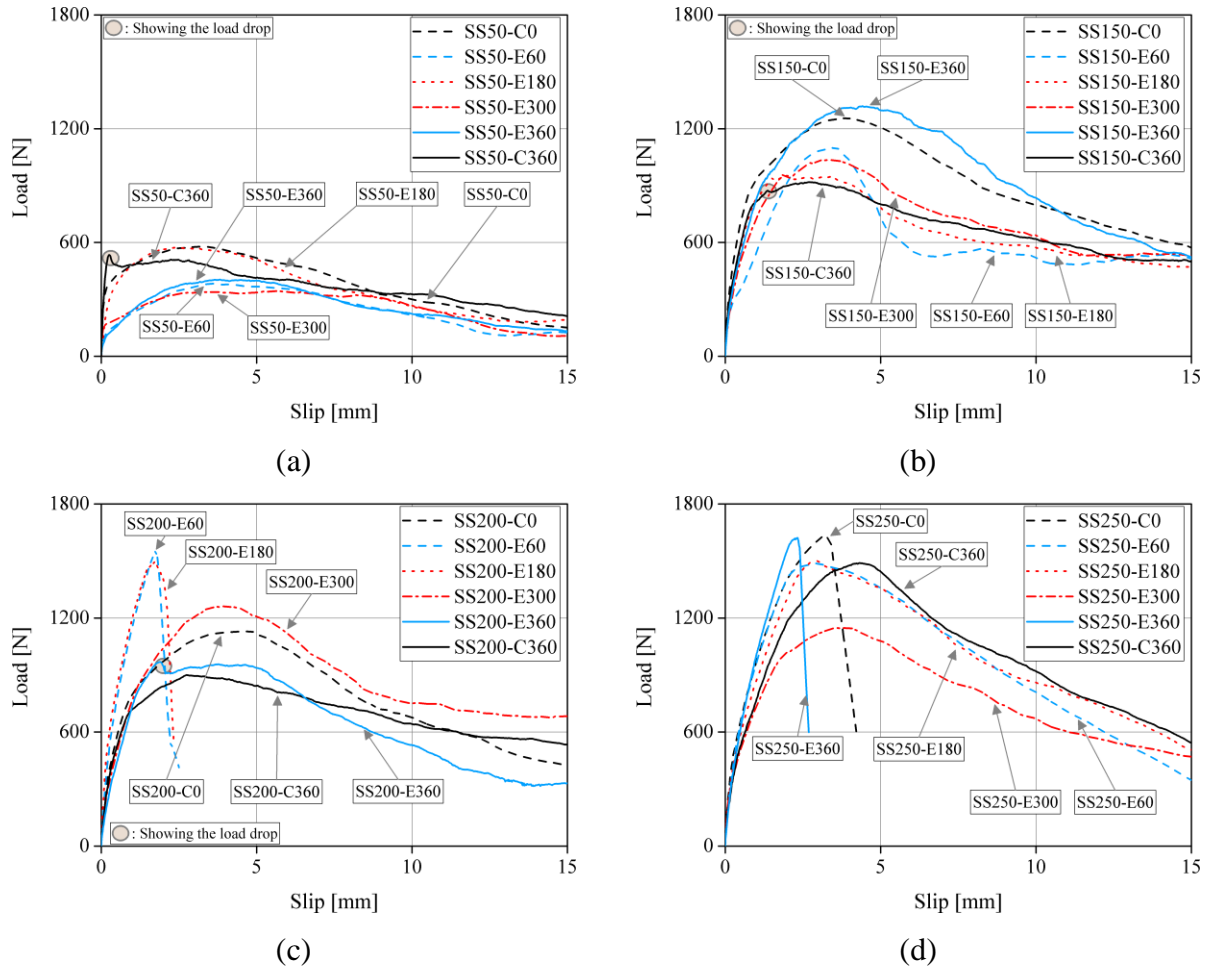 1800
: Showing the load drop
SS50-C0
SS50-E60
SS50-E180
SS50-E300
SS50-E360
SS50-C360
1200
Load [N]
SS50-C360
SS50-E360
SS50-E180
SS50-C0
600
SS50-E60
SS50-E300
0
0 5 10 15
Slip [mm]
(a)
1800
: Showing the load drop
SS150-C0
SS150-E60
SS150-E180
SS150-E300
SS150-E360
SS150-C360
SS150-C0
SS150-E360
1200
Load [N]
600
SS150-C360
SS150-E300
SS150-E60
SS150-E180
0
0 5 10 15
Slip [mm]
(b)
1800
SS200-E60
SS200-E180
SS200-E300
SS200-C0
SS200-E60
SS200-E180
SS200-E300
SS200-E360
SS200-C360
1200
Load [N]
600
SS200-C0
SS200-C360
SS200-E360
: Showing the load drop
0
0 5 10 15
Slip [mm]
(c)
1800
SS250-C0
SS250-C360
SS250-C0
SS250-E60
SS250-E180
SS250-E300
SS250-E360
SS250-C360
1200
Load [N]
600
SS250-E360
SS250-E180
SS250-E300
SS250-E60
0
0 5 10 15
Slip [mm]
(d)